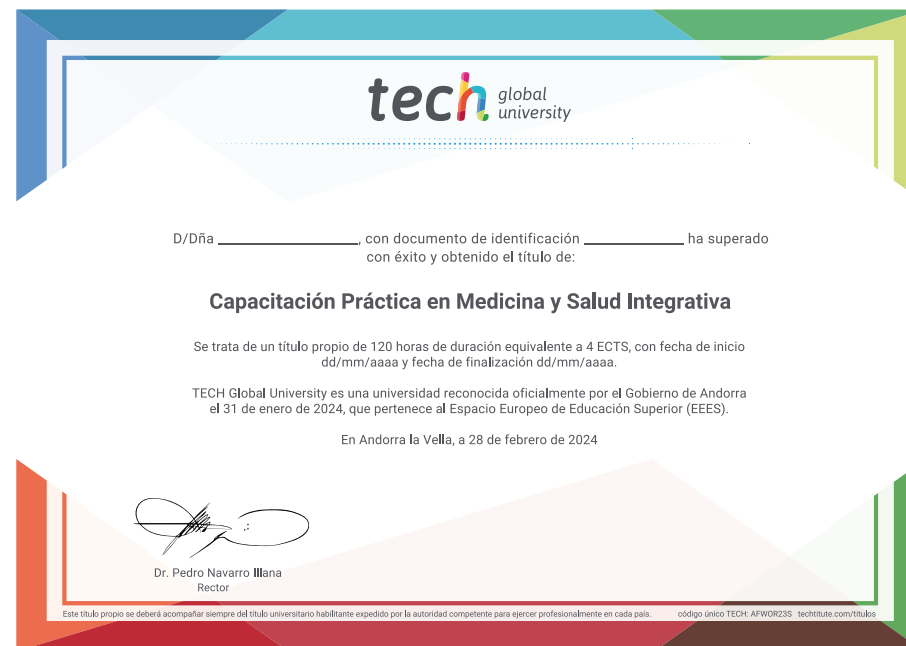 tech global university
D/Dña ____________________, con documento de identificación ______________ ha superado
con éxito y obtenido el título de:
Capacitación Práctica en Medicina y Salud Integrativa
Se trata de un título propio de 120 horas de duración equivalente a 4 ECTS, con fecha de inicio
dd/mm/aaaa y fecha de finalización dd/mm/aaaa.
TECH Global University es una universidad reconocida oficialmente por el Gobierno de Andorra
el 31 de enero de 2024, que pertenece al Espacio Europeo de Educación Superior (EEES).
En Andorra la Vella, a 28 de febrero de 2024
Dr. Pedro Navarro Illana
Rector
Este título propio se deberá acompañar siempre del título universitario habilitante expedido por la autoridad competente para ejercer profesionalmente en cada país. código único TECH: AFWOR23S techtitute.com/titulos